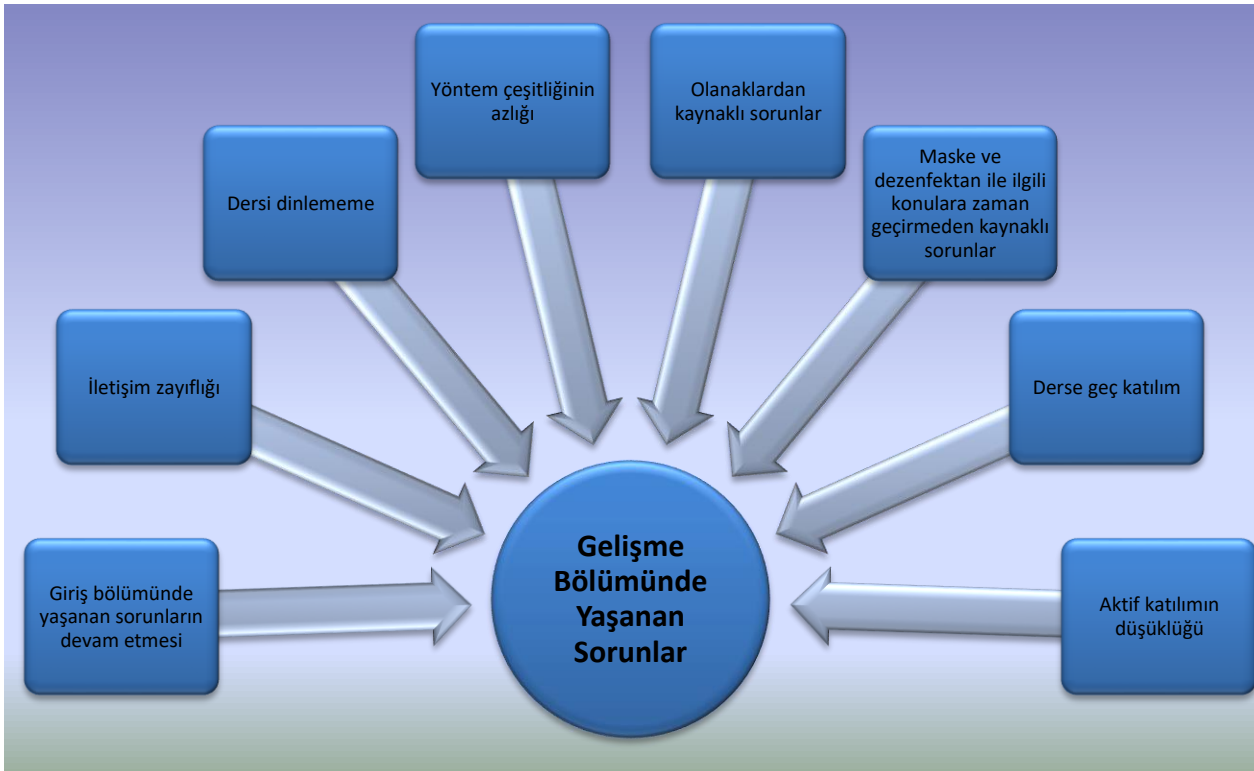 Yöntem çeşitliğinin
azlığı
Olanaklardan
kaynaklı sorunlar
Dersi dinlememe
Maske ve
dezenfektan ile ilgili
konulara zaman
geçirmeden kaynaklı
sorunlar
İletişim zayıflığı
Derse geç katılım
Giriş bölümünde
yaşanan sorunların
devam etmesi
Gelişme
Bölümünde
Yaşanan
Sorunlar
Aktif katılımın
düşüklüğü